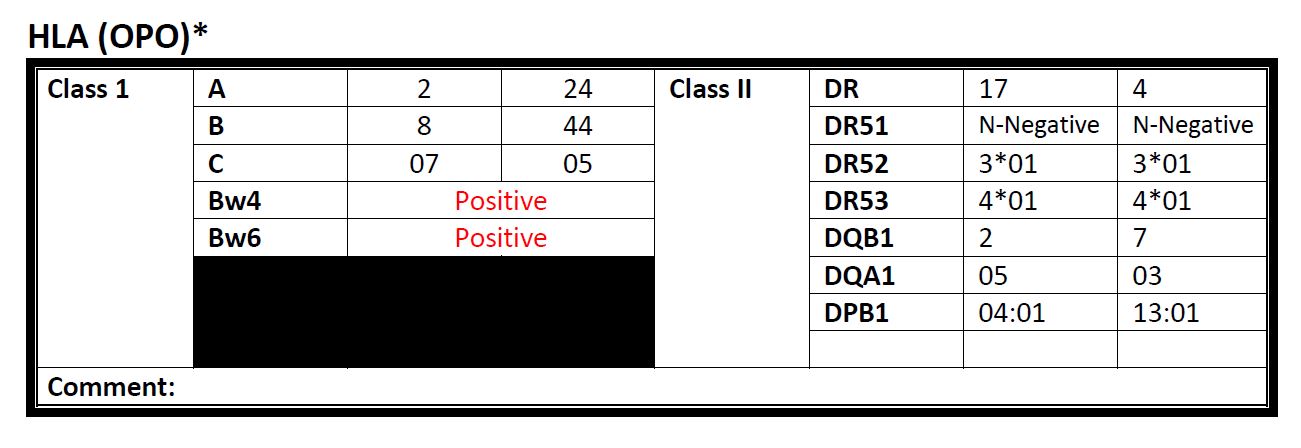 HLA (OPO)*
Class 1 A 2 24 Class II DR 17 4
B 8 44 DR51 N-Negative N-Negative
C 07 05 DR52 3*01 3*01
Bw4 Positive DR53 4*01 4*01
Bw6 Positive DQB1 2 7
DQA1 05 03
DPB1 04:01 13:01
Comment: